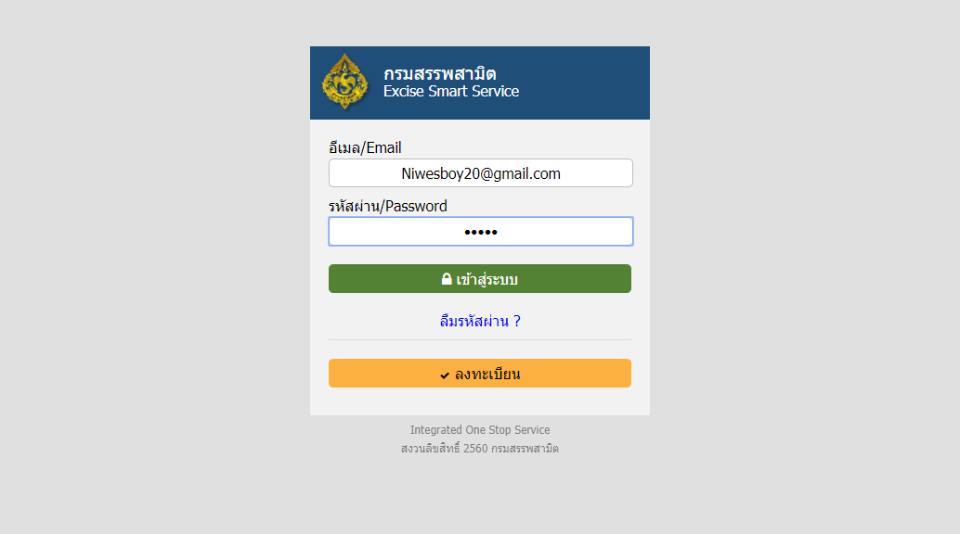 กรมสรรพสามิต
Excise Smart Service
อีเมล/Email
Niwesboy20@gmail.com
รหัสผ่าน/Password
•••••
เข้าสู่ระบบ
ลืมรหัสผ่าน ?
ลงทะเบียน
Integrated One Stop Service
สงวนลิขสิทธิ์ 2560 กรมสรรพสามิต